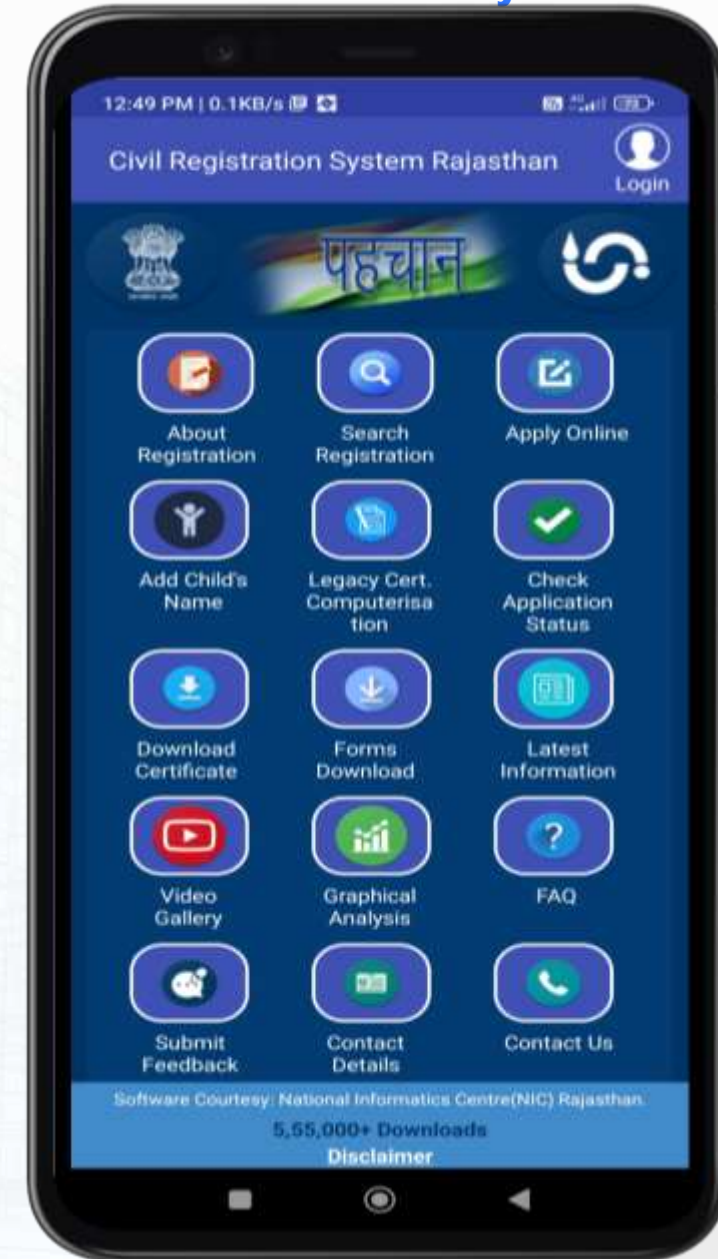 12:49 PM | 0.1KB/s
Civil Registration System Rajasthan
Login
पहचान
About
Registration
Search
Registration
Apply Online
Add Child's
Name
Legacy Cert.
Computerisa
tion
Check
Application
Status
Download
Certificate
Forms
Download
Latest
Information
Video
Gallery
Graphical
Analysis
FAQ
Submit
Feedback
Contact
Details
Contact Us
Software Courtesy: National Informatics Centre(NIC) Rajasthan.
5,55,000+ Downloads
Disclaimer